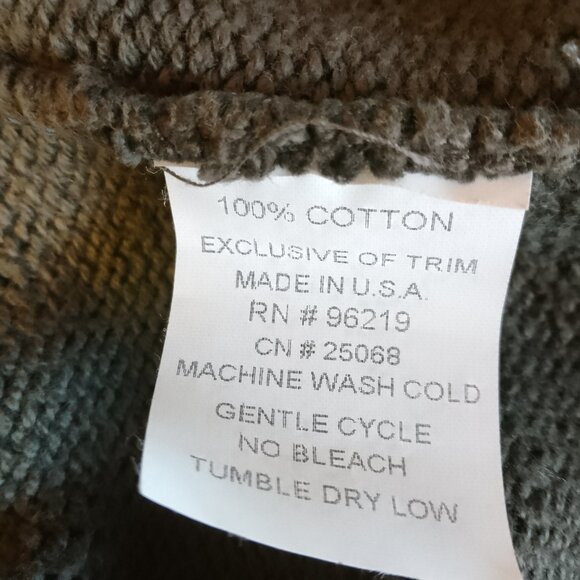 100% COTTON
EXCLUSIVE OF TRIM
MADE IN U.S.A.
RN # 96219
CN # 25068
MACHINE WASH COLD
GENTLE CYCLE
NO BLEACH
TUMBLE DRY LOW